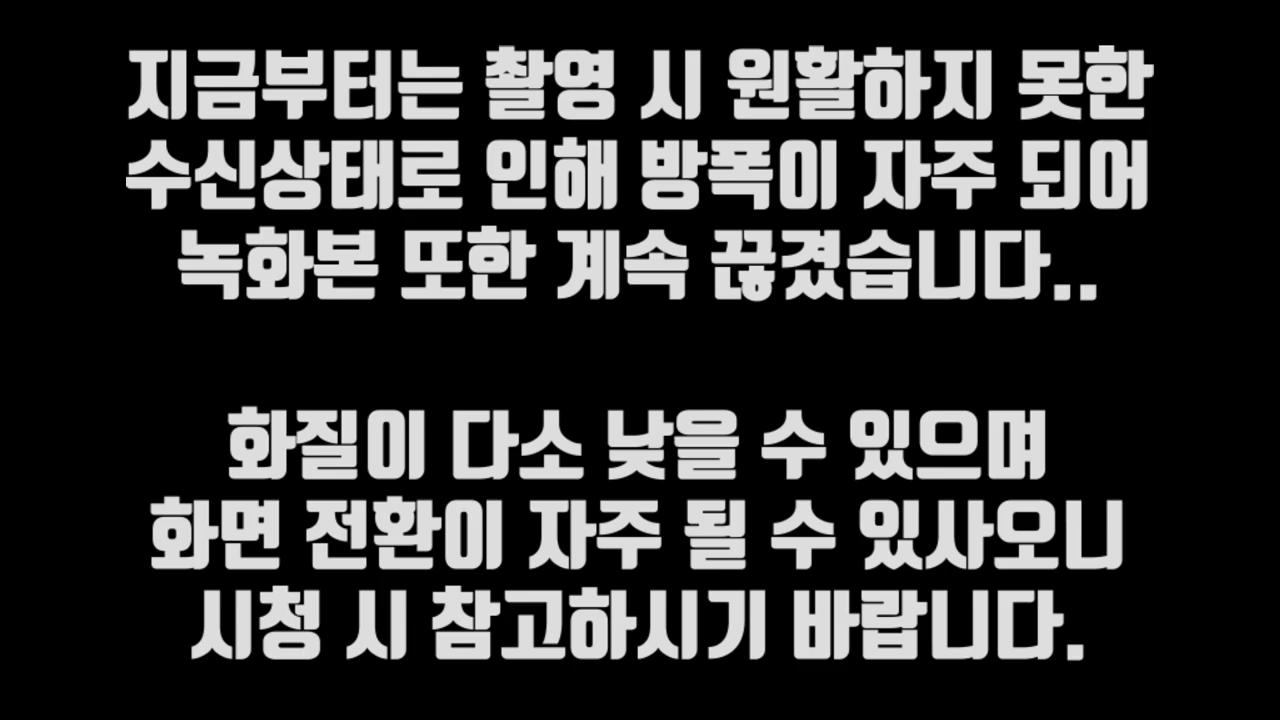 지금부터는 촬영 시 원활하지 못한
수신상태로 인해 방폭이 자주 되어
녹화본 또한 계속 끊겼습니다..
화질이 다소 낮을 수 있으며
화면 전환이 자주 될 수 있사오니
시청 시 참고하시기 바랍니다.